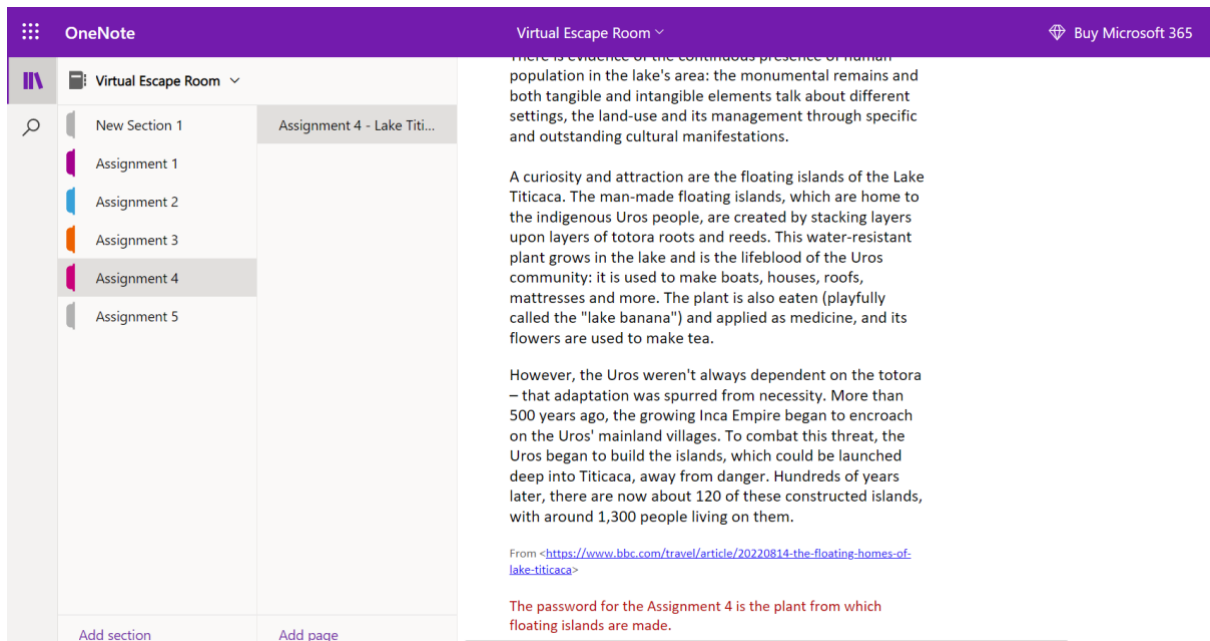 OneNote
Virtual Escape Room
Buy Microsoft 365
Virtual Escape Room
New Section 1
Assignment 1
Assignment 2
Assignment 3
Assignment 4
Assignment 5
Add section
Assignment 4 - Lake Titi...
Add page
There is evidence of the continuous presence of human
population in the lake's area: the monumental remains and
both tangible and intangible elements talk about different
settings, the land-use and its management through specific
and outstanding cultural manifestations.
A curiosity and attraction are the floating islands of the Lake
Titicaca. The man-made floating islands, which are home to
the indigenous Uros people, are created by stacking layers
upon layers of totora roots and reeds. This water-resistant
plant grows in the lake and is the lifeblood of the Uros
community: it is used to make boats, houses, roofs,
mattresses and more. The plant is also eaten (playfully
called the "lake banana") and applied as medicine, and its
flowers are used to make tea.
However, the Uros weren't always dependent on the totora
– that adaptation was spurred from necessity. More than
500 years ago, the growing Inca Empire began to encroach
on the Uros' mainland villages. To combat this threat, the
Uros began to build the islands, which could be launched
deep into Titicaca, away from danger. Hundreds of years
later, there are now about 120 of these constructed islands,
with around 1,300 people living on them.
From <https://www.bbc.com/travel/article/20220814-the-floating-homes-of-
lake-titicaca>
The password for the Assignment 4 is the plant from which
floating islands are made.